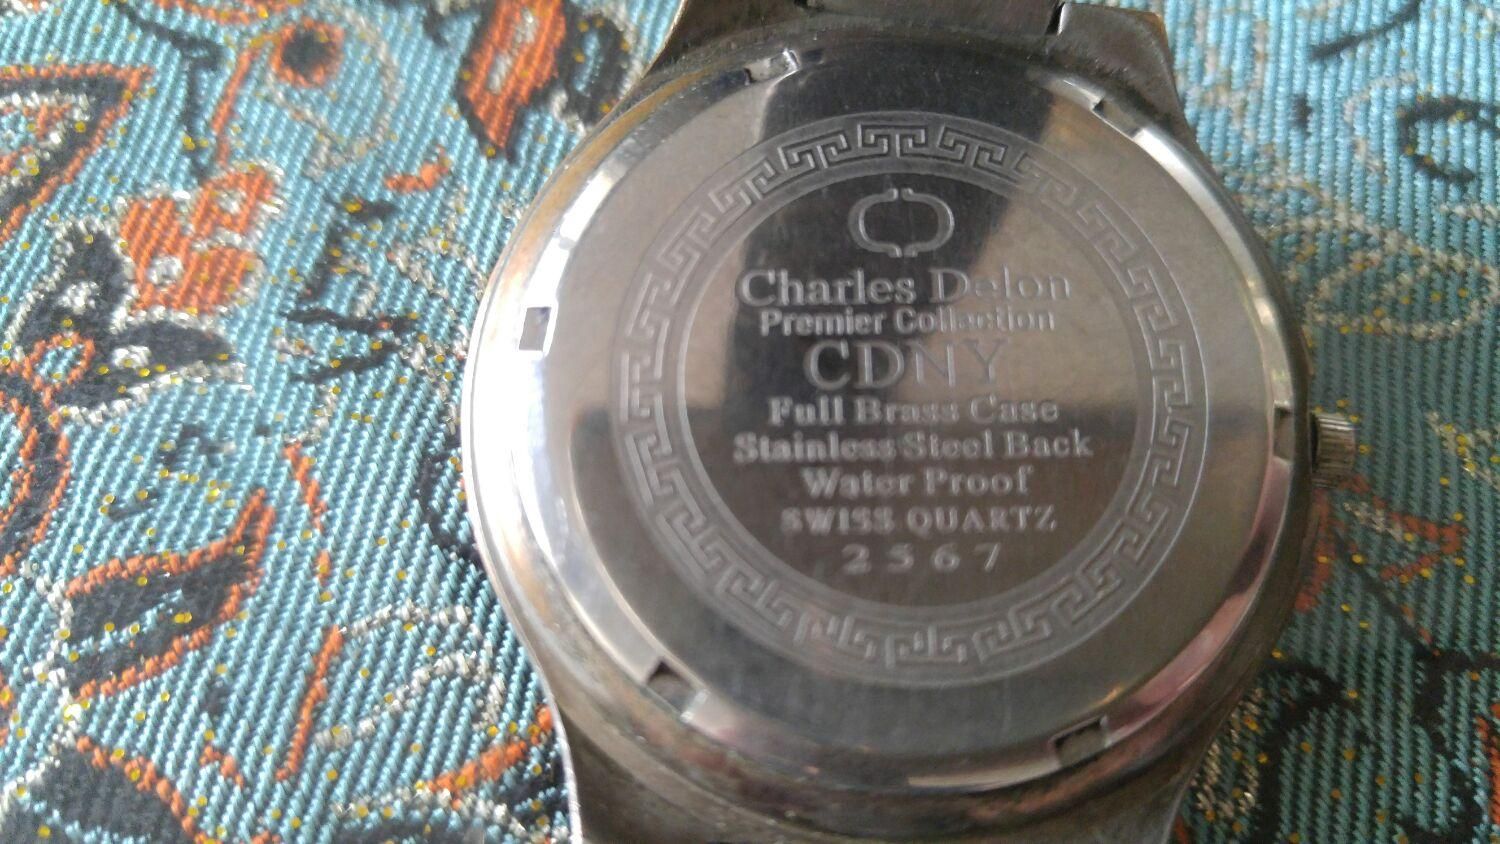 Charles Delon
Premier Collection
CDNY
Full Brass Case
Stainless Steel Back
Water Proof
SWISS QUARTZ
2567